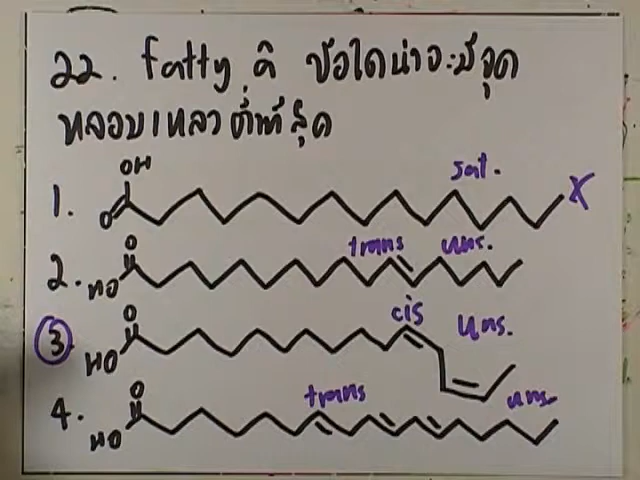 22. fatty ลิ ข้อใดน่าจะมีจุด
หลอมเหลวต่ำที่สุด
1. OH O sat. X
2. HO O trans uns.
3 HO O cis uns.
4. HO O trans uns.